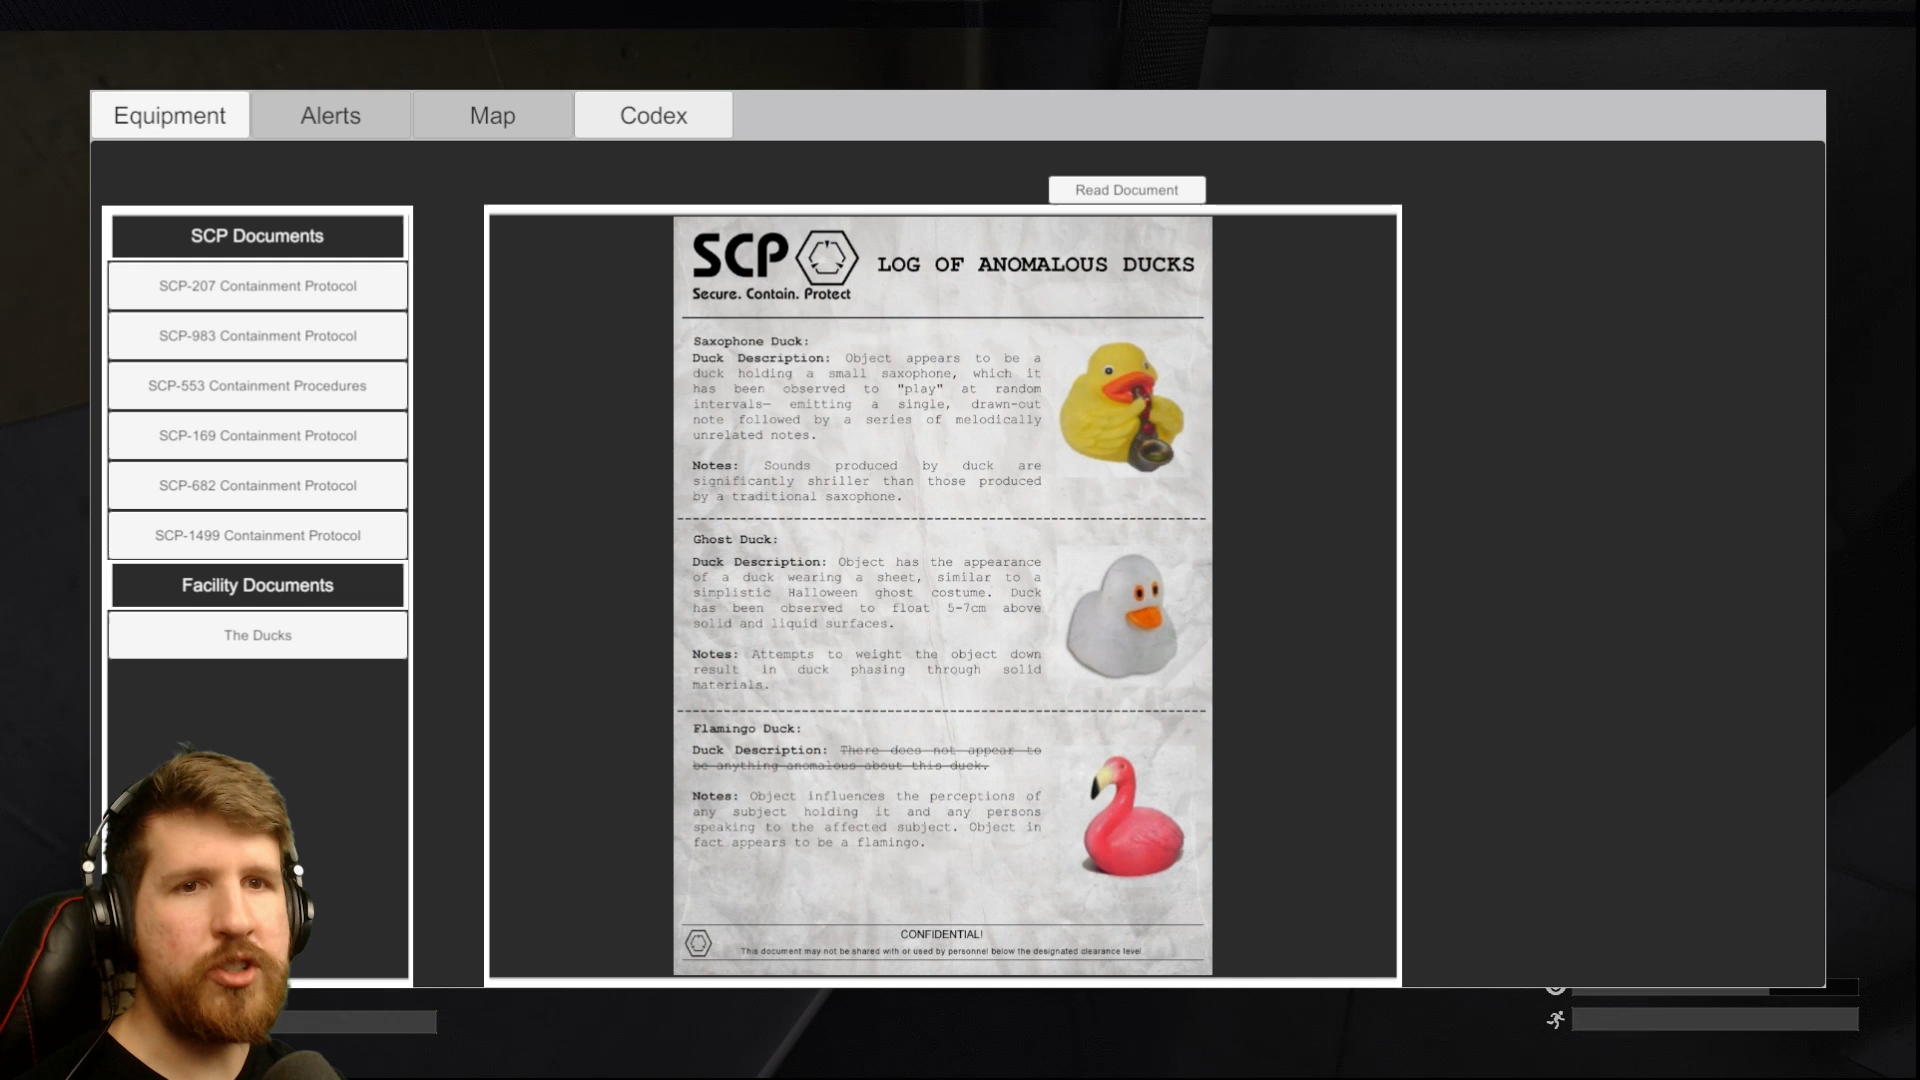 Equipment
Alerts
Map
Codex
Read Document
SCP Documents
SCP-207 Containment Protocol
SCP-983 Containment Protocol
SCP-553 Containment Procedures
SCP-169 Containment Protocol
SCP-682 Containment Protocol
SCP-1499 Containment Protocol
Facility Documents
The Ducks
SCP
Secure. Contain. Protect
LOG OF ANOMALOUS DUCKS
Saxophone Duck:
Duck Description: Object appears to be a
duck holding a small saxophone, which it
has been observed to "play" at random
intervals— emitting a single, drawn-out
note followed by a series of melodically
unrelated notes.
Notes: Sounds produced by duck are
significantly shriller than those produced
by a traditional saxophone.
Ghost Duck:
Duck Description: Object has the appearance
of a duck wearing a sheet, similar to a
simplistic Halloween ghost costume. Duck
has been observed to float 5-7cm above
solid and liquid surfaces.
Notes: Attempts to weight the object down
result in duck phasing through solid
materials.
Flamingo Duck:
Duck Description: There does not appear to
be anything anomalous about this duck.
Notes: Object influences the perceptions of
any subject holding it and any persons
speaking to the affected subject. Object in
fact appears to be a flamingo.
CONFIDENTIAL!
This document may not be shared with or used by personnel below the designated clearance level